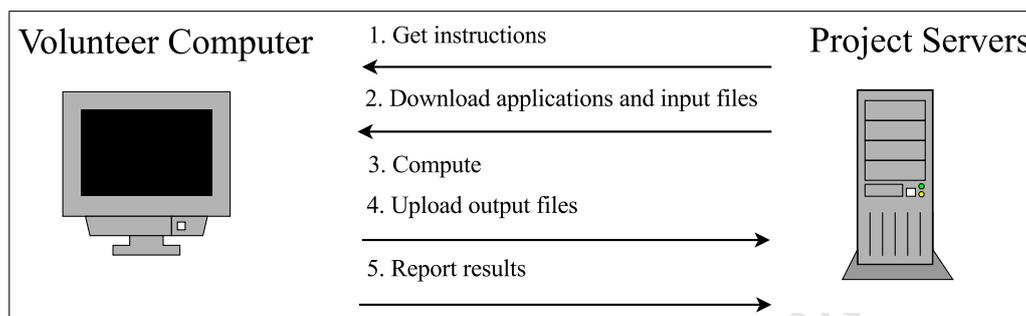 Volunteer Computer
1. Get instructions
Project Servers
2. Download applications and input files
3. Compute
4. Upload output files
5. Report results